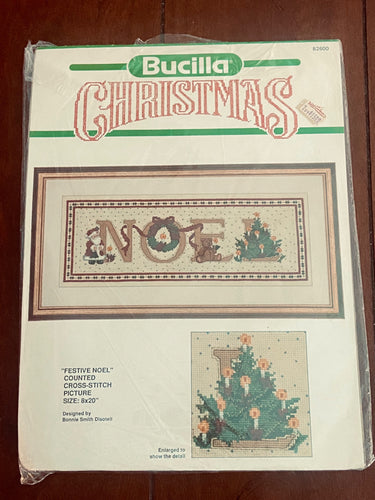 82600
Bucilla
CHRISTMAS
NOEL
"FESTIVE NOEL"
COUNTED
CROSS-STITCH
PICTURE
SIZE: 8x20"
Designed by
Bonnie Smith Disonell
Enlarged to
show the detail
L